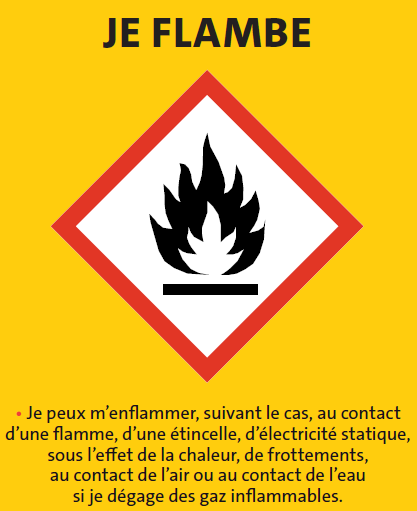 JE FLAMBE
• Je peux m'enflammer, suivant le cas, au contact
d'une flamme, d'une étincelle, d'électricité statique,
sous l'effet de la chaleur, de frottements,
au contact de l'air ou au contact de l'eau
si je dégage des gaz inflammables.